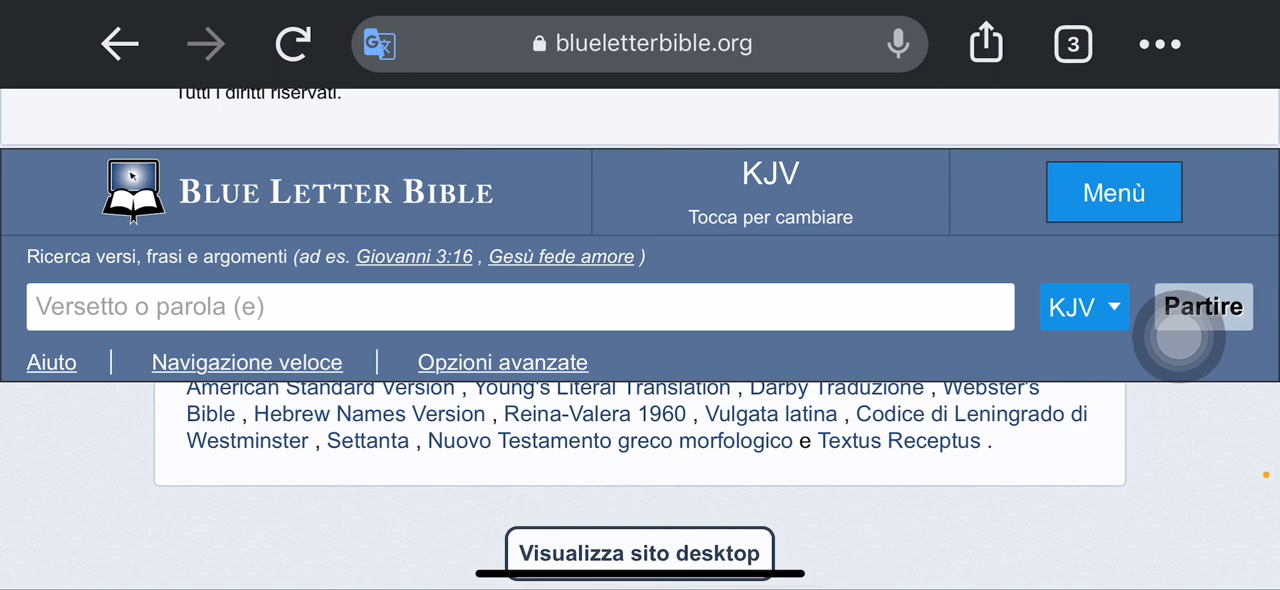 blueletterbible.org
3
Tutti i diritti riservati.
BLUE LETTER BIBLE
KJV
Tocca per cambiare
Menù
Ricerca versi, frasi e argomenti (ad es. Giovanni 3:16 , Gesù fede amore )
Versetto o parola (e)
KJV
Partire
Aiuto
Navigazione veloce
Opzioni avanzate
American Standard Version , Young's Literal Translation , Darby Traduzione , Webster's
Bible , Hebrew Names Version , Reina-Valera 1960 , Vulgata latina , Codice di Leningrado di
Westminster , Settanta , Nuovo Testamento greco morfologico e Textus Receptus .
Visualizza sito desktop